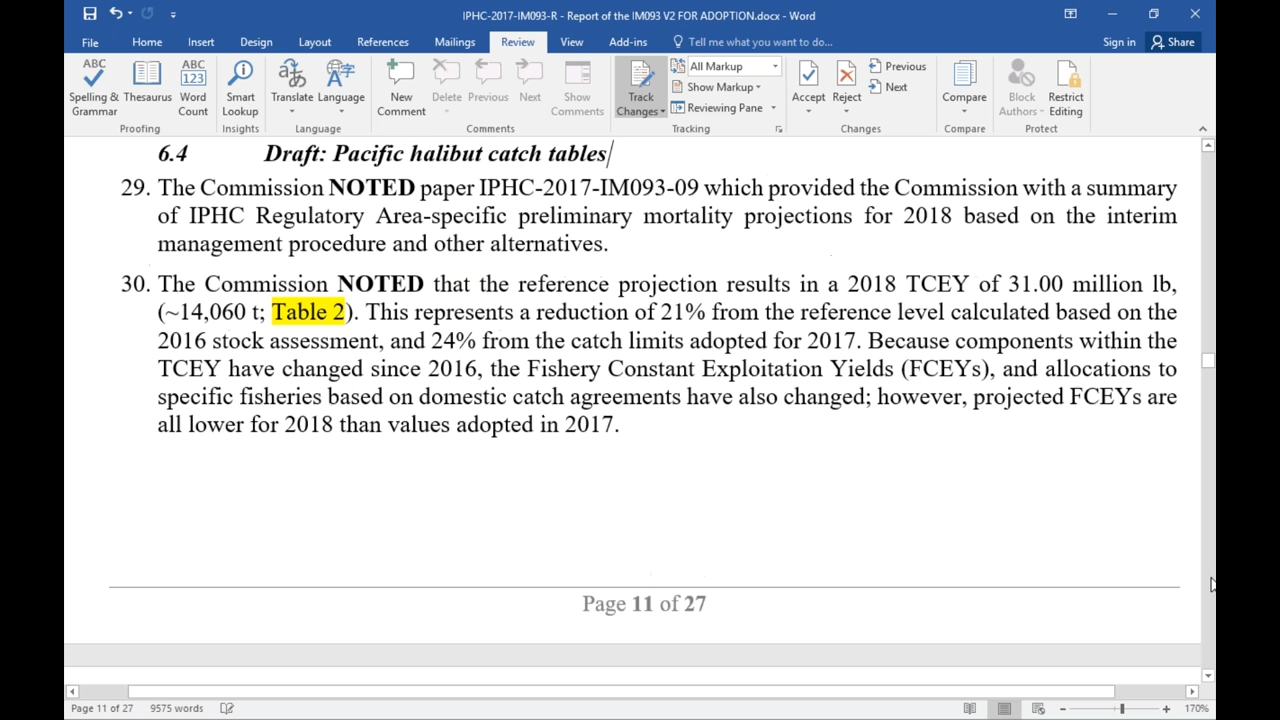 IPHC-2017-IM093-R - Report of the IM093 V2 FOR ADOPTION.docx - Word
File Home Insert Design Layout References Mailings Review View Add-ins Tell me what you want to do... Sign in Share
ABC Spelling & Grammar
Thesaurus
ABC 123 Word Count
Smart Lookup
Translate
Language
New Comment
Delete
Previous
Next
Show Comments
Track Changes
All Markup
Show Markup
Reviewing Pane
Accept
Reject
Previous
Next
Compare
Block Authors
Restrict Editing
Proofing Insights Language Comments Tracking Changes Compare Protect
6.4 Draft: Pacific halibut catch tables
29. The Commission NOTED paper IPHC-2017-IM093-09 which provided the Commission with a summary
of IPHC Regulatory Area-specific preliminary mortality projections for 2018 based on the interim
management procedure and other alternatives.
30. The Commission NOTED that the reference projection results in a 2018 TCEY of 31.00 million lb,
(~14,060 t; Table 2). This represents a reduction of 21% from the reference level calculated based on the
2016 stock assessment, and 24% from the catch limits adopted for 2017. Because components within the
TCEY have changed since 2016, the Fishery Constant Exploitation Yields (FCEYs), and allocations to
specific fisheries based on domestic catch agreements have also changed; however, projected FCEYs are
all lower for 2018 than values adopted in 2017.
Page 11 of 27
Page 11 of 27 9575 words 170%